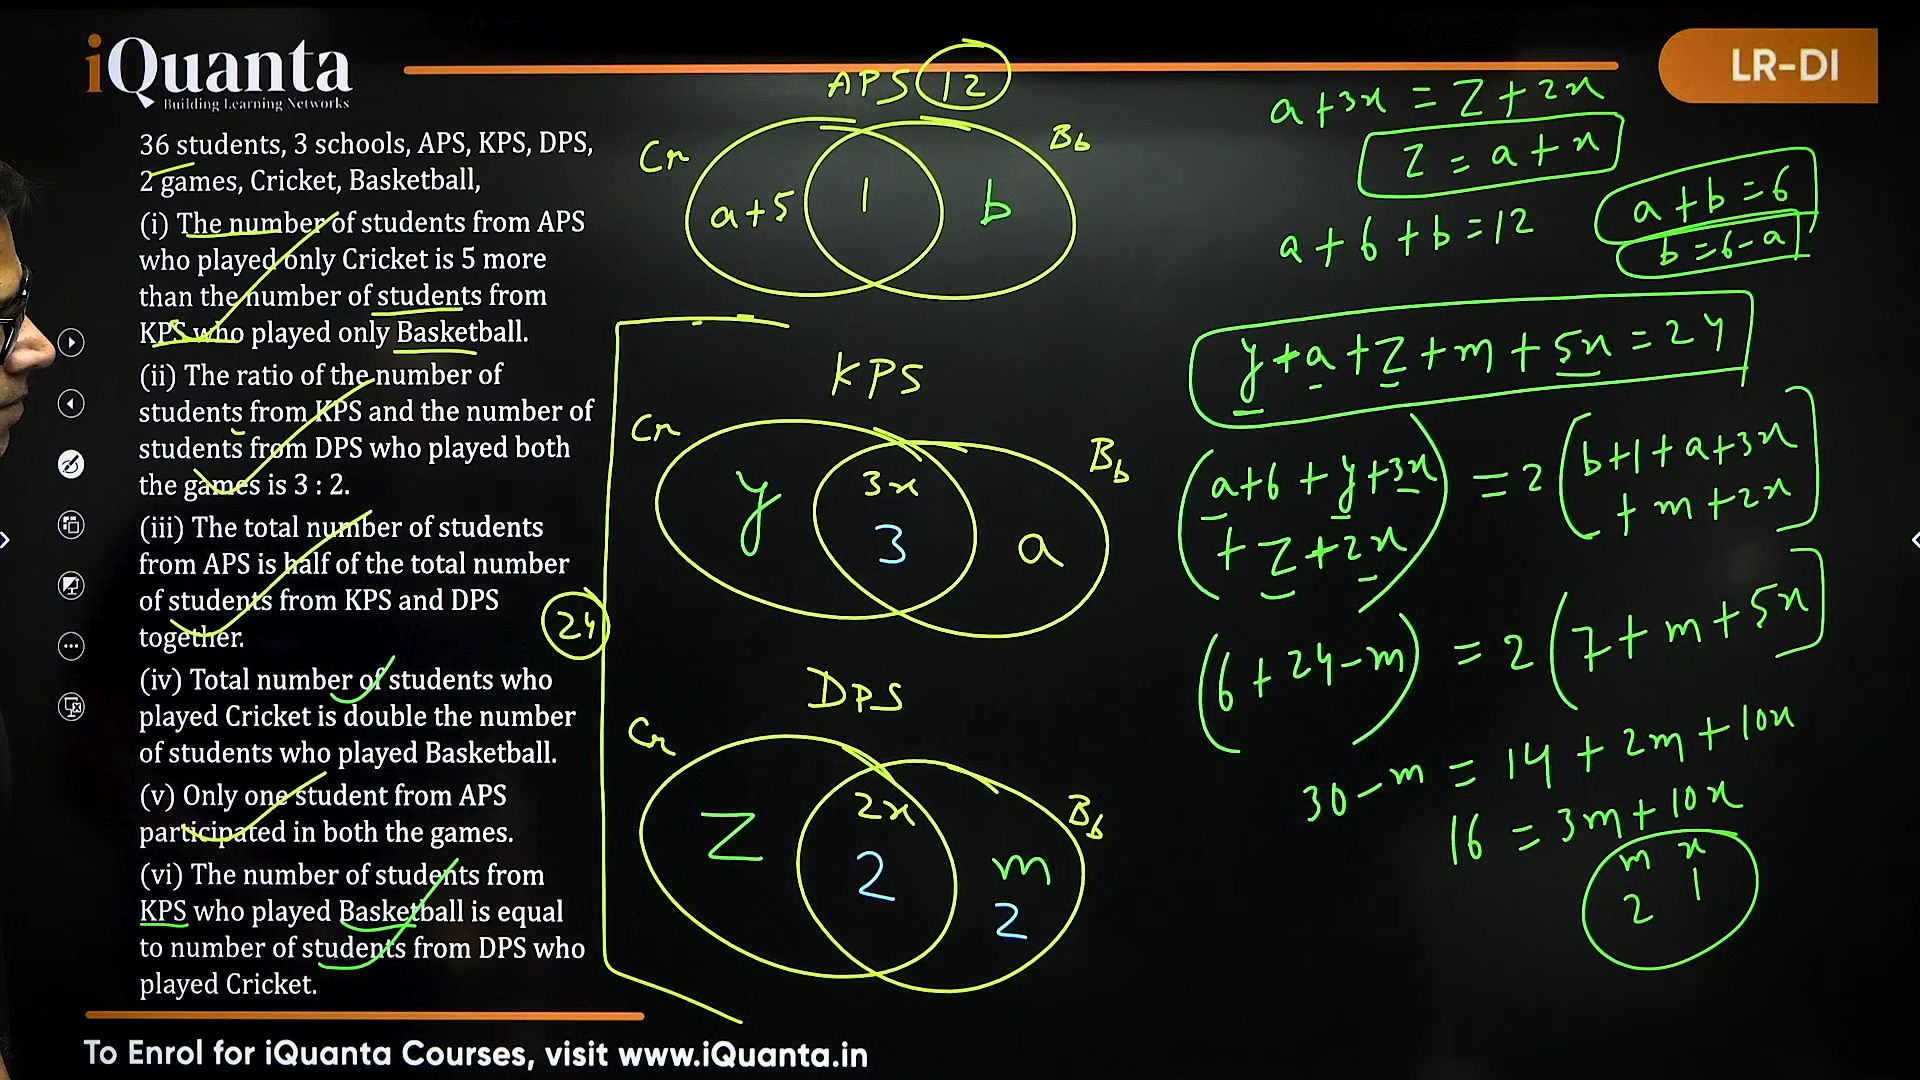 iQuanta
Building Learning Networks
LR-DI
36 students, 3 schools, APS, KPS, DPS,
2 games, Cricket, Basketball,
(i) The number of students from APS
who played only Cricket is 5 more
than the number of students from
KPS who played only Basketball.
(ii) The ratio of the number of
students from KPS and the number of
students from DPS who played both
the games is 3 : 2.
(iii) The total number of students
from APS is half of the total number
of students from KPS and DPS
together.
(iv) Total number of students who
played Cricket is double the number
of students who played Basketball.
(v) Only one student from APS
participated in both the games.
(vi) The number of students from
KPS who played Basketball is equal
to number of students from DPS who
played Cricket.
APS 12
Cr
Bb
a+5
1
b
24
KPS
Cr
Bb
y
3x
3
a
DPS
Cr
Bb
Z
2x
2
m
2
a+3x = Z+2x
Z = a+x
a+6+b=12
a+b=6
b=6-a
y+a+Z+m+5x=24
(a+6+y+3x = 2[b+1+a+3x
+Z+2x) +m+2x]
(6+24-m) = 2(7+m+5x]
30-m = 14+2m+10x
16 = 3m+10x
m x
2 1
To Enrol for iQuanta Courses, visit www.iQuanta.in